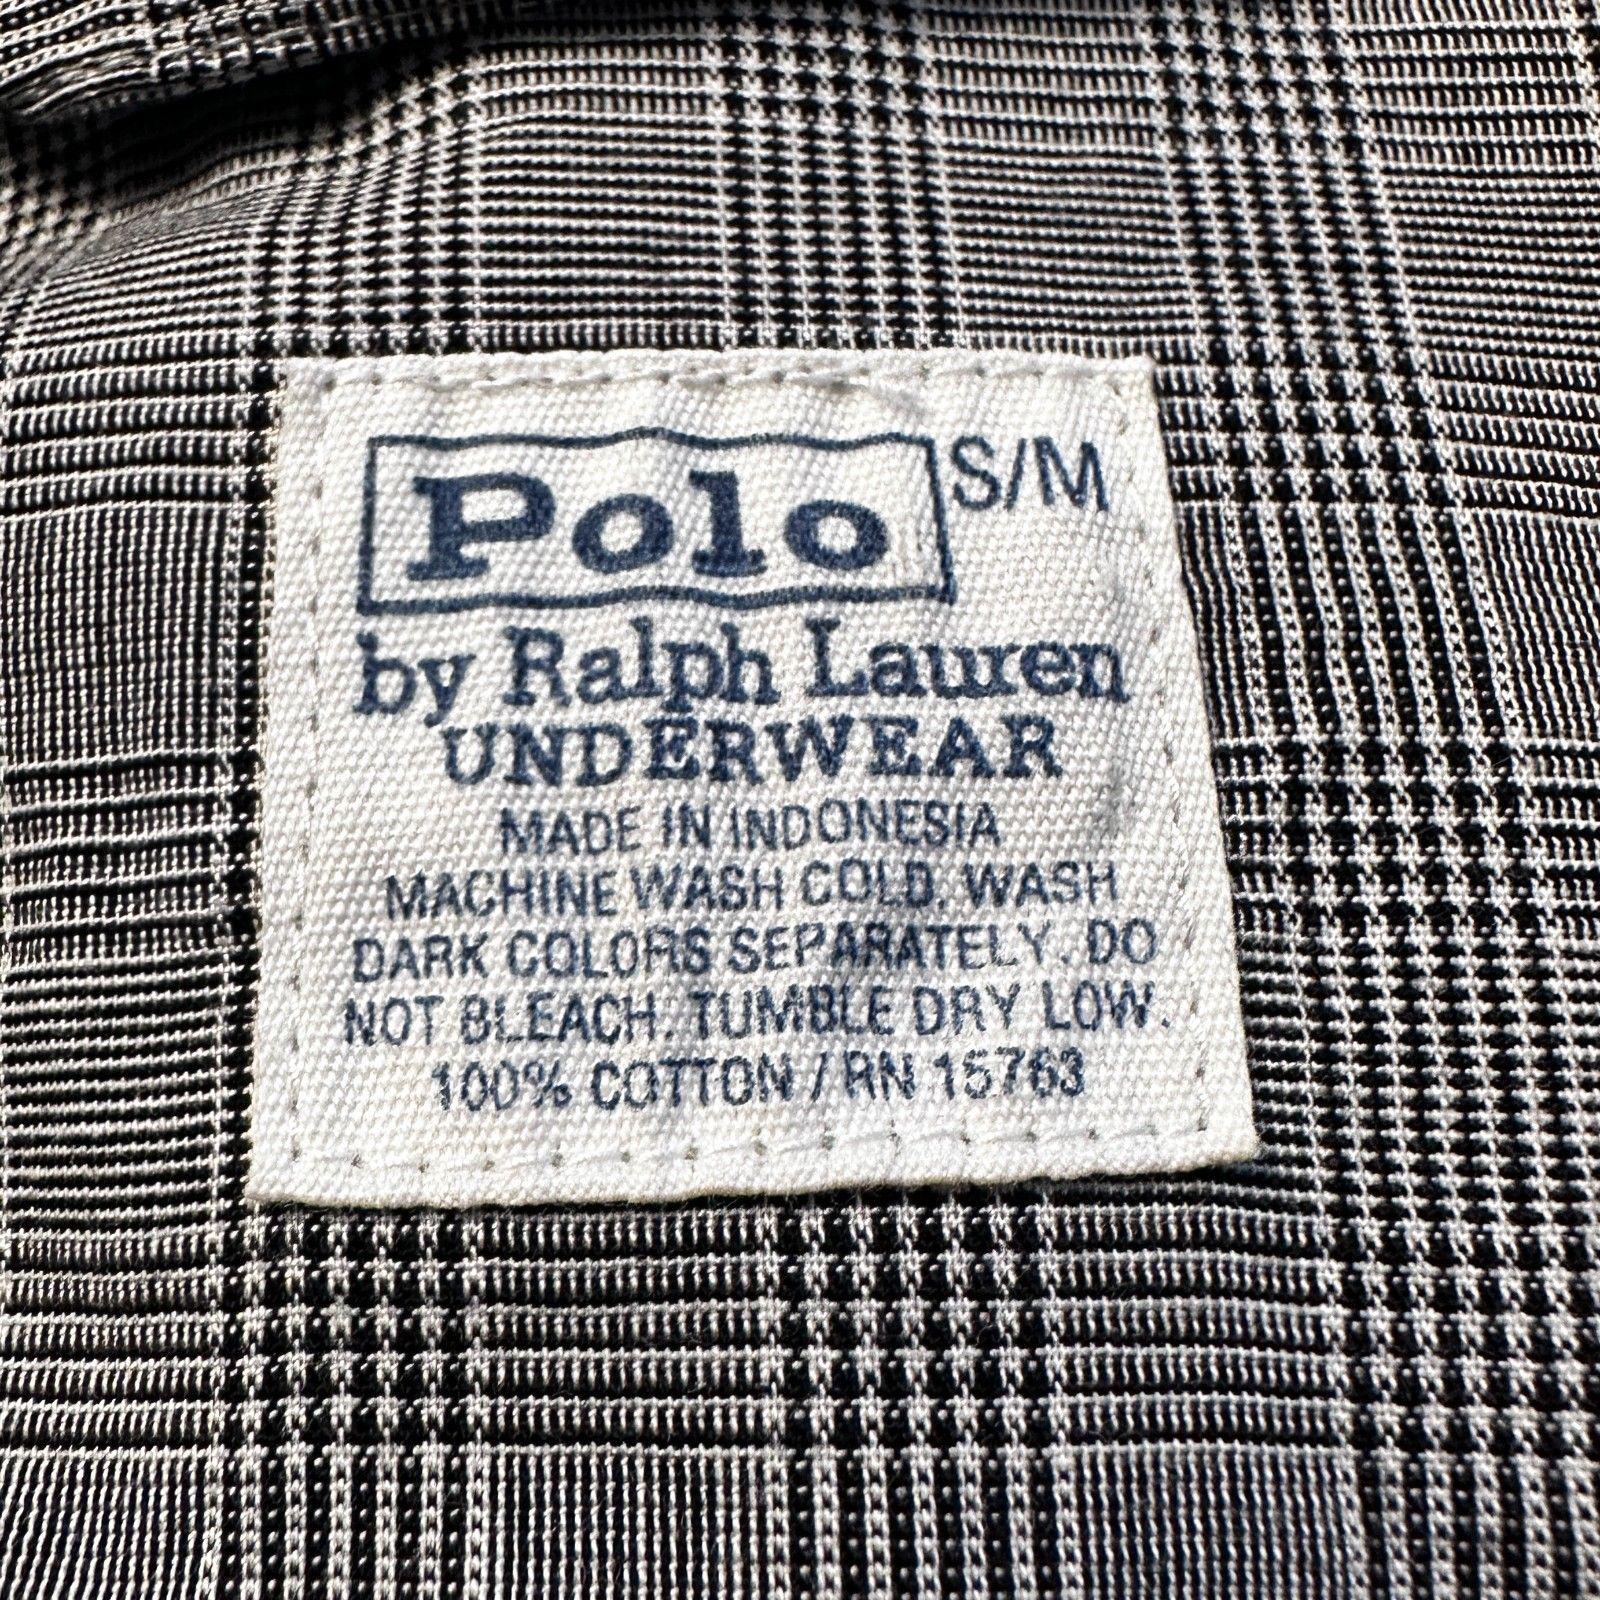 Polo S/M
by Ralph Lauren
UNDERWEAR
MADE IN INDONESIA
MACHINE WASH COLD. WASH
DARK COLORS SEPARATELY. DO
NOT BLEACH. TUMBLE DRY LOW.
100% COTTON / RN 15763